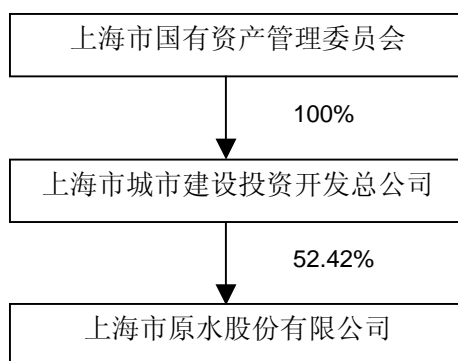 上海市国有资产管理委员会
100%
上海市城市建设投资开发总公司
52.42%
上海市原水股份有限公司